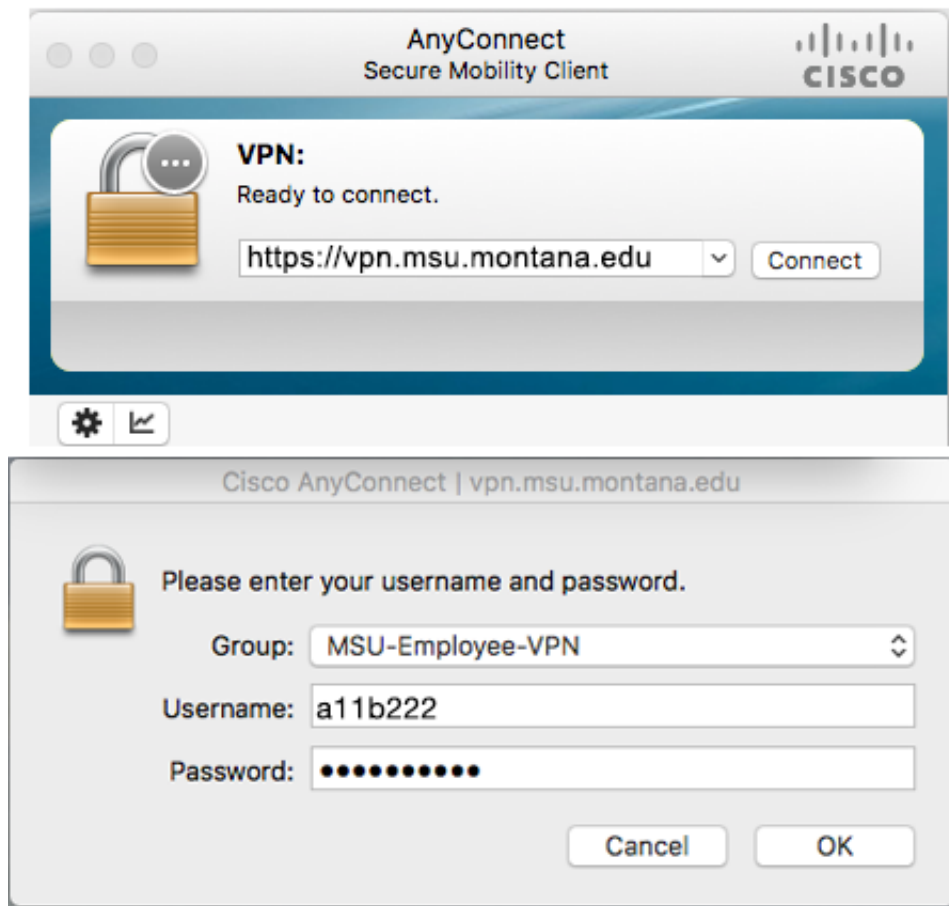 AnyConnect
Secure Mobility Client
CISCO
VPN:
Ready to connect.
https://vpn.msu.montana.edu
Connect
Cisco AnyConnect | vpn.msu.montana.edu
Please enter your username and password.
Group: MSU-Employee-VPN
Username: a11b222
Password: ••••••••••
Cancel OK